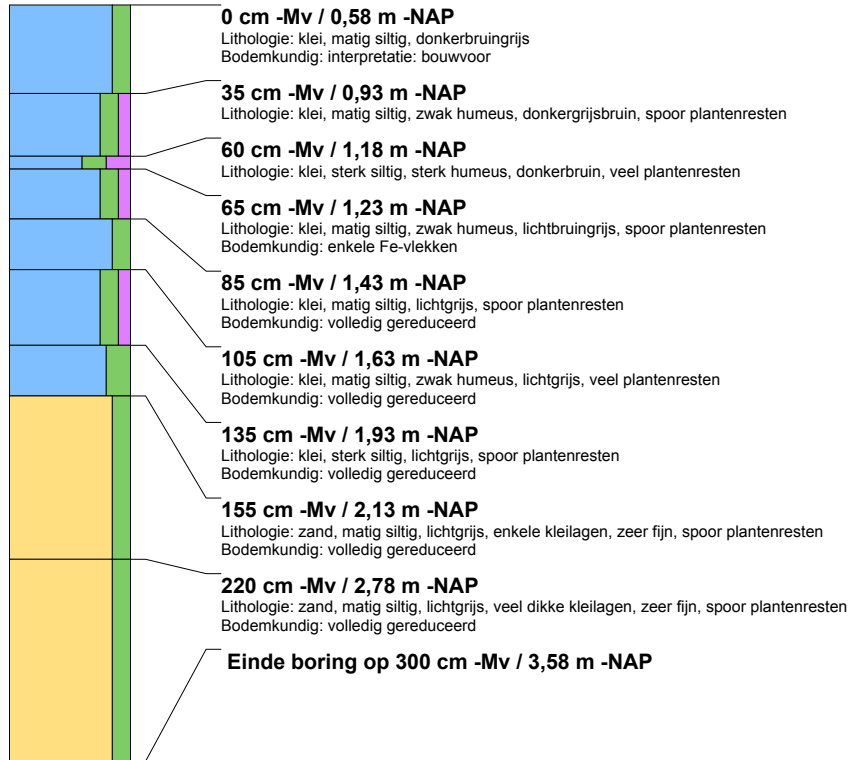 0 cm -Mv / 0,58 m -NAP
Lithologie: klei, matig siltig, donkerbruingrijs
Bodemkundig: interpretatie: bouwvoor
35 cm -Mv / 0,93 m -NAP
Lithologie: klei, matig siltig, zwak humeus, donkergrijsbruin, spoor plantenresten
60 cm -Mv / 1,18 m -NAP
Lithologie: klei, sterk siltig, sterk humeus, donkerbruin, veel plantenresten
65 cm -Mv / 1,23 m -NAP
Lithologie: klei, matig siltig, zwak humeus, lichtbruingrijs, spoor plantenresten
Bodemkundig: enkele Fe-vlekken
85 cm -Mv / 1,43 m -NAP
Lithologie: klei, matig siltig, lichtgrijs, spoor plantenresten
Bodemkundig: volledig gereduceerd
105 cm -Mv / 1,63 m -NAP
Lithologie: klei, matig siltig, zwak humeus, lichtgrijs, veel plantenresten
Bodemkundig: volledig gereduceerd
135 cm -Mv / 1,93 m -NAP
Lithologie: klei, sterk siltig, lichtgrijs, spoor plantenresten
Bodemkundig: volledig gereduceerd
155 cm -Mv / 2,13 m -NAP
Lithologie: zand, matig siltig, lichtgrijs, enkele kleilagen, zeer fijn, spoor plantenresten
Bodemkundig: volledig gereduceerd
220 cm -Mv / 2,78 m -NAP
Lithologie: zand, matig siltig, lichtgrijs, veel dikke kleilagen, zeer fijn, spoor plantenresten
Bodemkundig: volledig gereduceerd
Einde boring op 300 cm -Mv / 3,58 m -NAP